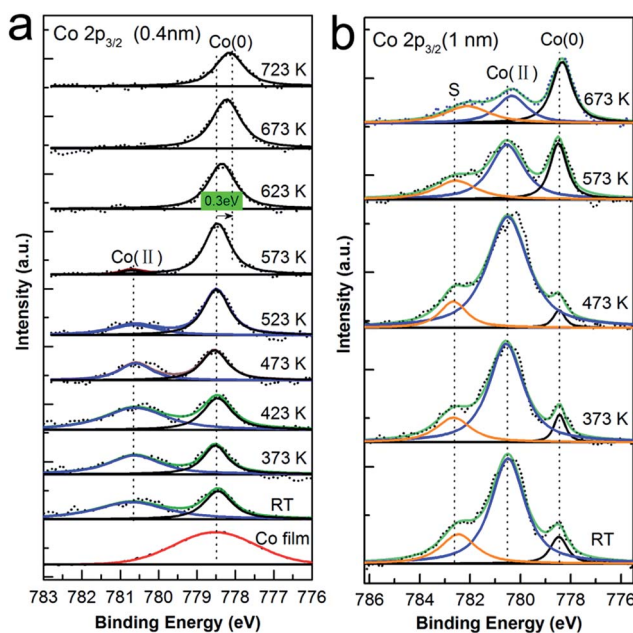 a
Co 2p3/2 (0.4nm)
Co(0)
723 K
673 K
623 K
0.3eV
573 K
Co(Ⅱ)
523 K
473 K
423 K
373 K
RT
Co film
783 782 781 780 779 778 777 776
Binding Energy (eV)
Intensity (a.u.)
b
Co 2p3/2(1 nm)
Co(0)
Co(Ⅱ)
S
673 K
573 K
473 K
373 K
RT
786 784 782 780 778 776
Binding Energy (eV)
Intensity (a.u.)